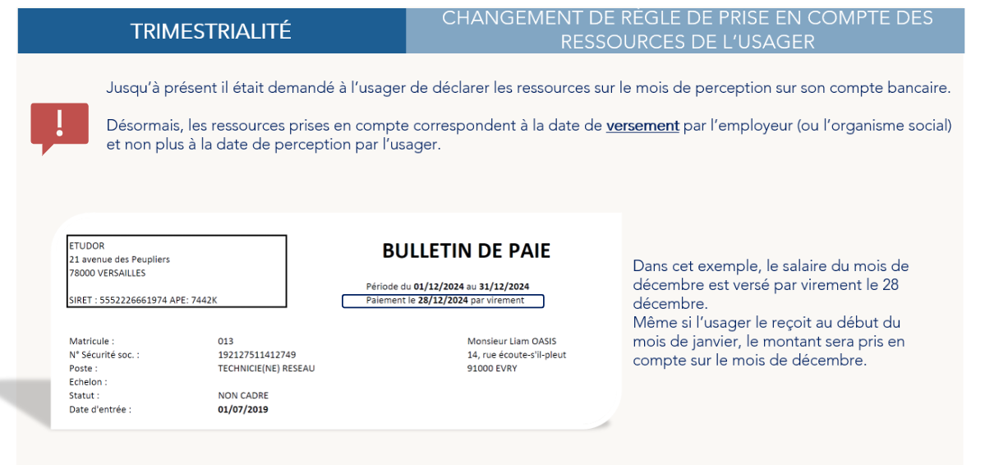 TRIMESTRIALITÉ
CHANGEMENT DE RÈGLE DE PRISE EN COMPTE DES
RESSOURCES DE L'USAGER
Jusqu'à présent il était demandé à l'usager de déclarer les ressources sur le mois de perception sur son compte bancaire.
!
Désormais, les ressources prises en compte correspondent à la date de versement par l'employeur (ou l'organisme social)
et non plus à la date de perception par l'usager.
ETUDOR
21 avenue des Peupliers
78000 VERSAILLES
SIRET : 5552226661974 APE: 7442K
BULLETIN DE PAIE
Période du 01/12/2024 au 31/12/2024
Paiement le 28/12/2024 par virement
Matricule : 013
N° Sécurité soc. : 192127511412749
Poste : TECHNICIE(NE) RESEAU
Echelon :
Statut : NON CADRE
Date d'entrée : 01/07/2019
Monsieur Liam OASIS
14, rue écoute-s'il-pleut
91000 EVRY
Dans cet exemple, le salaire du mois de
décembre est versé par virement le 28
décembre.
Même si l'usager le reçoit au début du
mois de janvier, le montant sera pris en
compte sur le mois de décembre.